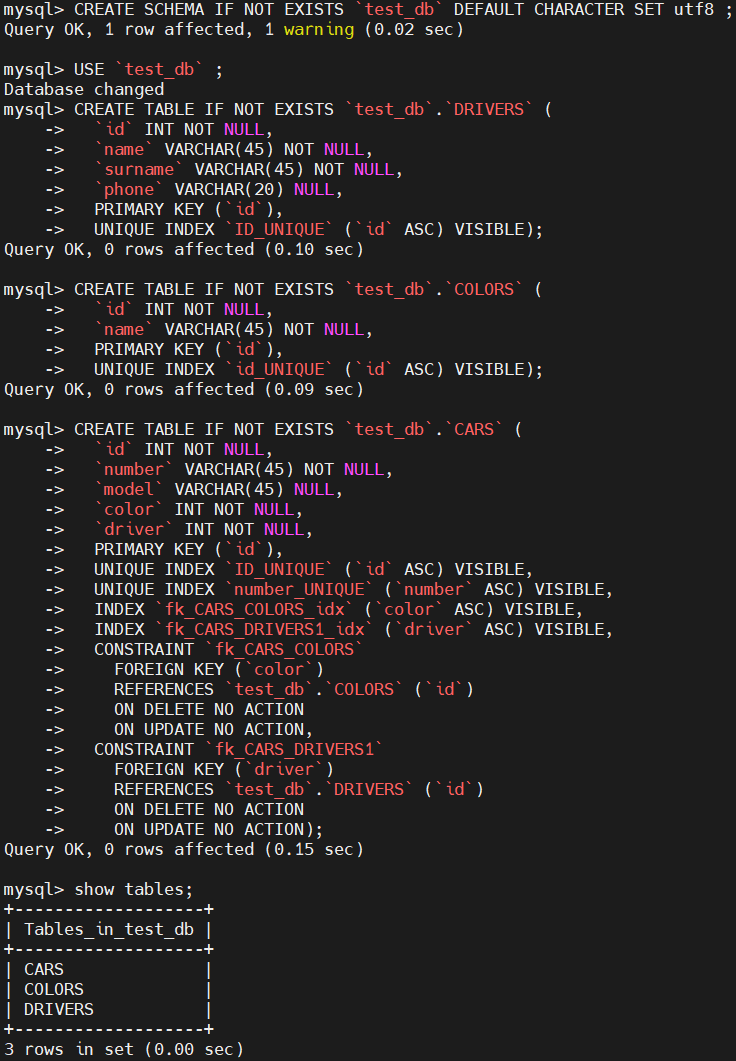 mysql> CREATE SCHEMA IF NOT EXISTS `test_db` DEFAULT CHARACTER SET utf8 ;
Query OK, 1 row affected, 1 warning (0.02 sec)

mysql> USE `test_db` ;
Database changed
mysql> CREATE TABLE IF NOT EXISTS `test_db`.`DRIVERS` (
    ->   `id` INT NOT NULL,
    ->   `name` VARCHAR(45) NOT NULL,
    ->   `surname` VARCHAR(45) NOT NULL,
    ->   `phone` VARCHAR(20) NULL,
    ->   PRIMARY KEY (`id`),
    ->   UNIQUE INDEX `ID_UNIQUE` (`id` ASC) VISIBLE);
Query OK, 0 rows affected (0.10 sec)

mysql> CREATE TABLE IF NOT EXISTS `test_db`.`COLORS` (
    ->   `id` INT NOT NULL,
    ->   `name` VARCHAR(45) NOT NULL,
    ->   PRIMARY KEY (`id`),
    ->   UNIQUE INDEX `id_UNIQUE` (`id` ASC) VISIBLE);
Query OK, 0 rows affected (0.09 sec)

mysql> CREATE TABLE IF NOT EXISTS `test_db`.`CARS` (
    ->   `id` INT NOT NULL,
    ->   `number` VARCHAR(45) NOT NULL,
    ->   `model` VARCHAR(45) NULL,
    ->   `color` INT NOT NULL,
    ->   `driver` INT NOT NULL,
    ->   PRIMARY KEY (`id`),
    ->   UNIQUE INDEX `ID_UNIQUE` (`id` ASC) VISIBLE,
    ->   UNIQUE INDEX `number_UNIQUE` (`number` ASC) VISIBLE,
    ->   INDEX `fk_CARS_COLORS_idx` (`color` ASC) VISIBLE,
    ->   INDEX `fk_CARS_DRIVERS1_idx` (`driver` ASC) VISIBLE,
    ->   CONSTRAINT `fk_CARS_COLORS`
    ->     FOREIGN KEY (`color`)
    ->     REFERENCES `test_db`.`COLORS` (`id`)
    ->     ON DELETE NO ACTION
    ->     ON UPDATE NO ACTION,
    ->   CONSTRAINT `fk_CARS_DRIVERS1`
    ->     FOREIGN KEY (`driver`)
    ->     REFERENCES `test_db`.`DRIVERS` (`id`)
    ->     ON DELETE NO ACTION
    ->     ON UPDATE NO ACTION);
Query OK, 0 rows affected (0.15 sec)

mysql> show tables;
+-------------------+
| Tables_in_test_db |
+-------------------+
| CARS              |
| COLORS            |
| DRIVERS           |
+-------------------+
3 rows in set (0.00 sec)